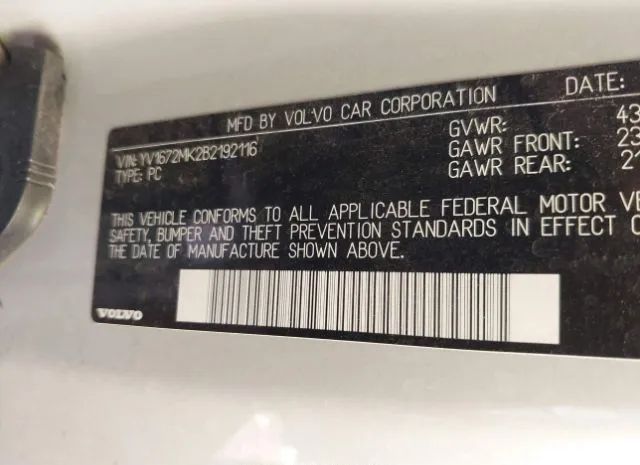 DATE:
MFD BY VOLVO CAR CORPORATION
VIN: YV1672MK2B2192116
TYPE: PC
GVWR: 43
GAWR FRONT: 23
GAWR REAR: 2
THIS VEHICLE CONFORMS TO ALL APPLICABLE FEDERAL MOTOR VE
SAFETY, BUMPER AND THEFT PREVENTION STANDARDS IN EFFECT O
THE DATE OF MANUFACTURE SHOWN ABOVE.
VOLVO